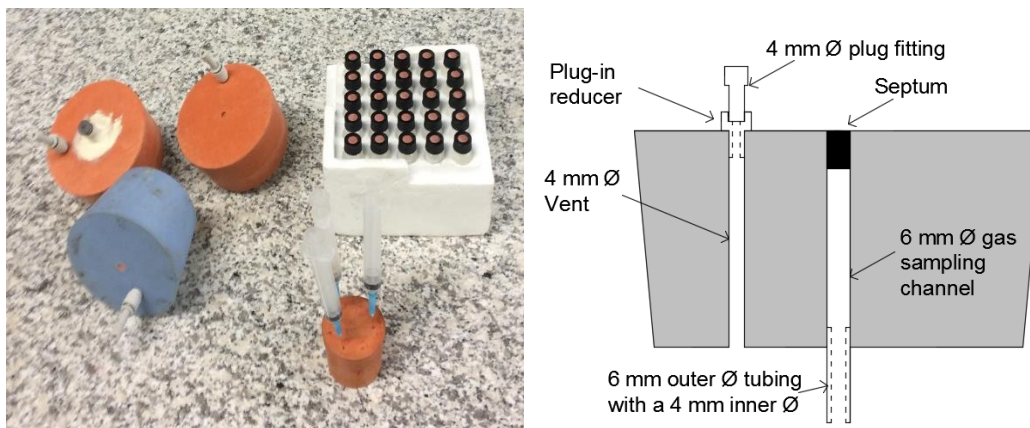 4 mm Ø plug fitting
Plug-in
reducer
Septum
4 mm Ø
Vent
6 mm Ø gas
sampling
channel
6 mm outer Ø tubing
with a 4 mm inner Ø